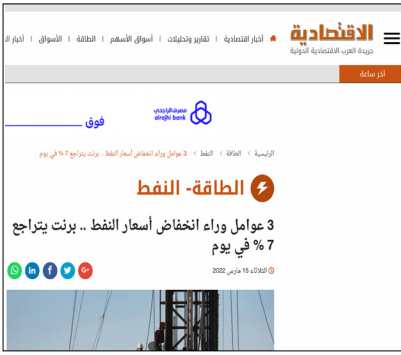 الاقتصادية
جريدة العرب الاقتصادية الدولية
أخبار اقتصادية | تقارير وتحليلات | أسواق الأسهم | الطاقة | الأسواق | أخبار ال
آخر ساعة
مصرف الراجحي
alrajhi bank
فوق
الرئيسية > الطاقة > النفط > 3 عوامل وراء انخفاض أسعار النفط .. برنت يتراجع 7 % في يوم
الطاقة- النفط
3 عوامل وراء انخفاض أسعار النفط .. برنت يتراجع
7 % في يوم
الثلاثاء 15 مارس 2022